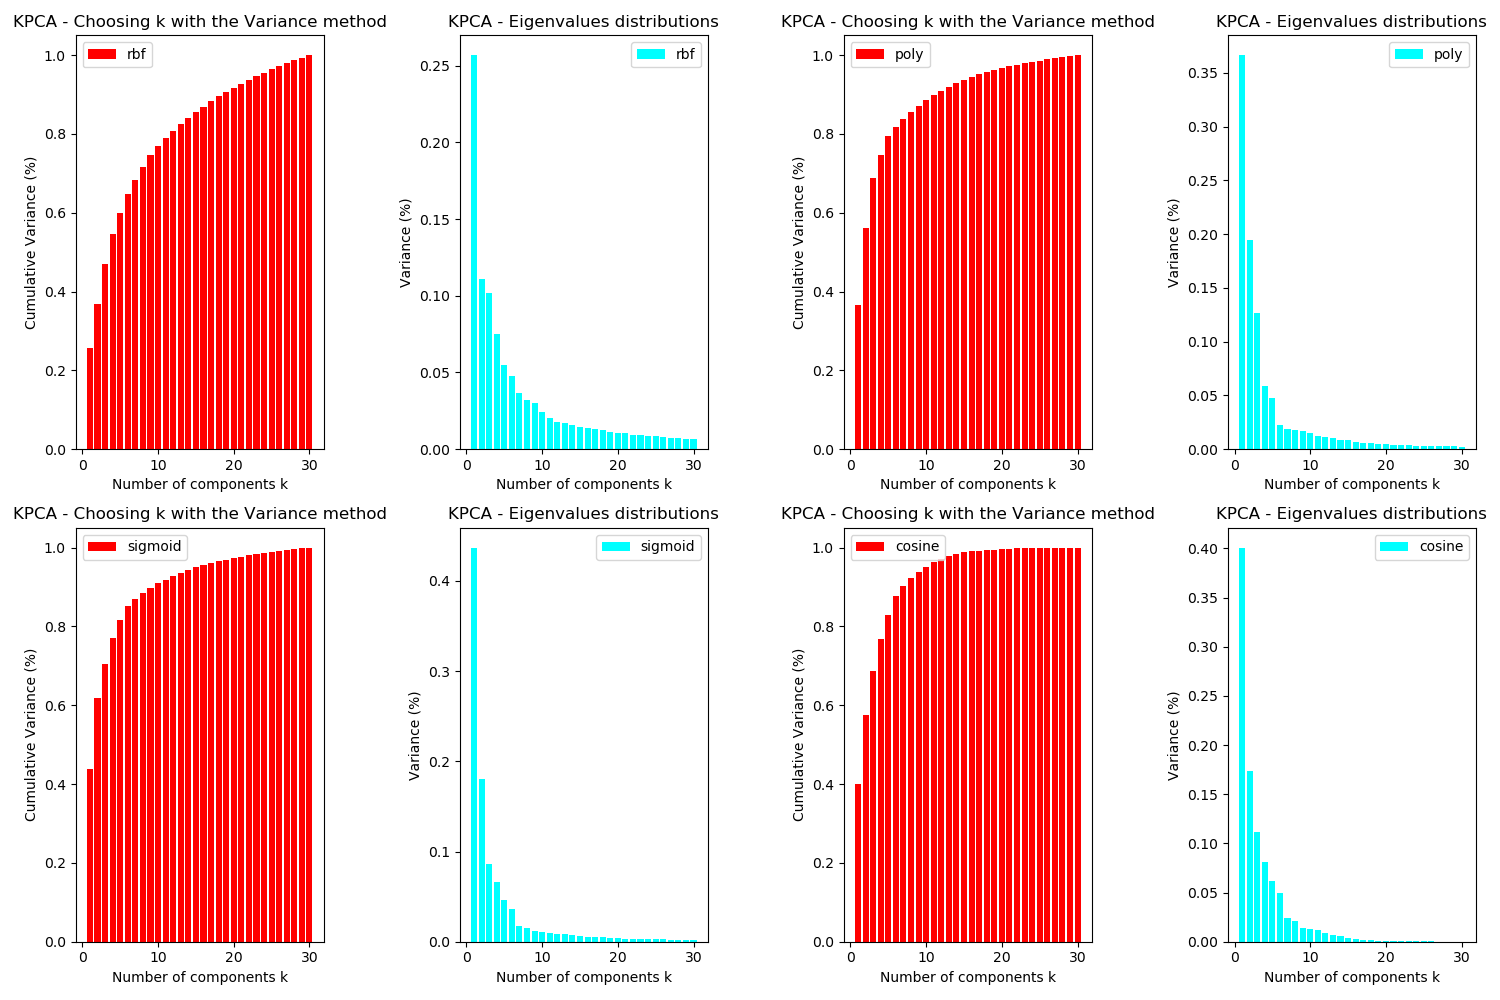 KPCA - Choosing k with the Variance method
KPCA - Eigenvalues distributions
KPCA - Choosing k with the Variance method
KPCA - Eigenvalues distributions
rbf
1.0
0.8
0.6
0.4
0.2
0.0
Cumulative Variance (%)
0 10 20 30
Number of components k
rbf
0.25
0.20
0.15
0.10
0.05
0.00
Variance (%)
0 10 20 30
Number of components k
poly
1.0
0.8
0.6
0.4
0.2
0.0
Cumulative Variance (%)
0 10 20 30
Number of components k
poly
0.35
0.30
0.25
0.20
0.15
0.10
0.05
0.00
Variance (%)
0 10 20 30
Number of components k
KPCA - Choosing k with the Variance method
KPCA - Eigenvalues distributions
KPCA - Choosing k with the Variance method
KPCA - Eigenvalues distributions
sigmoid
1.0
0.8
0.6
0.4
0.2
0.0
Cumulative Variance (%)
0 10 20 30
Number of components k
sigmoid
0.4
0.3
0.2
0.1
0.0
Variance (%)
0 10 20 30
Number of components k
cosine
1.0
0.8
0.6
0.4
0.2
0.0
Cumulative Variance (%)
0 10 20 30
Number of components k
cosine
0.40
0.35
0.30
0.25
0.20
0.15
0.10
0.05
0.00
Variance (%)
0 10 20 30
Number of components k